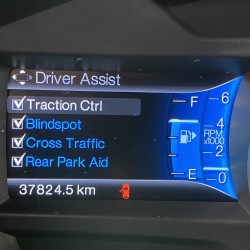 Driver Assist
Traction Ctrl
Blindspot
Cross Traffic
Rear Park Aid
37824.5 km
F
E
6
4
RPM
x1000
2
0